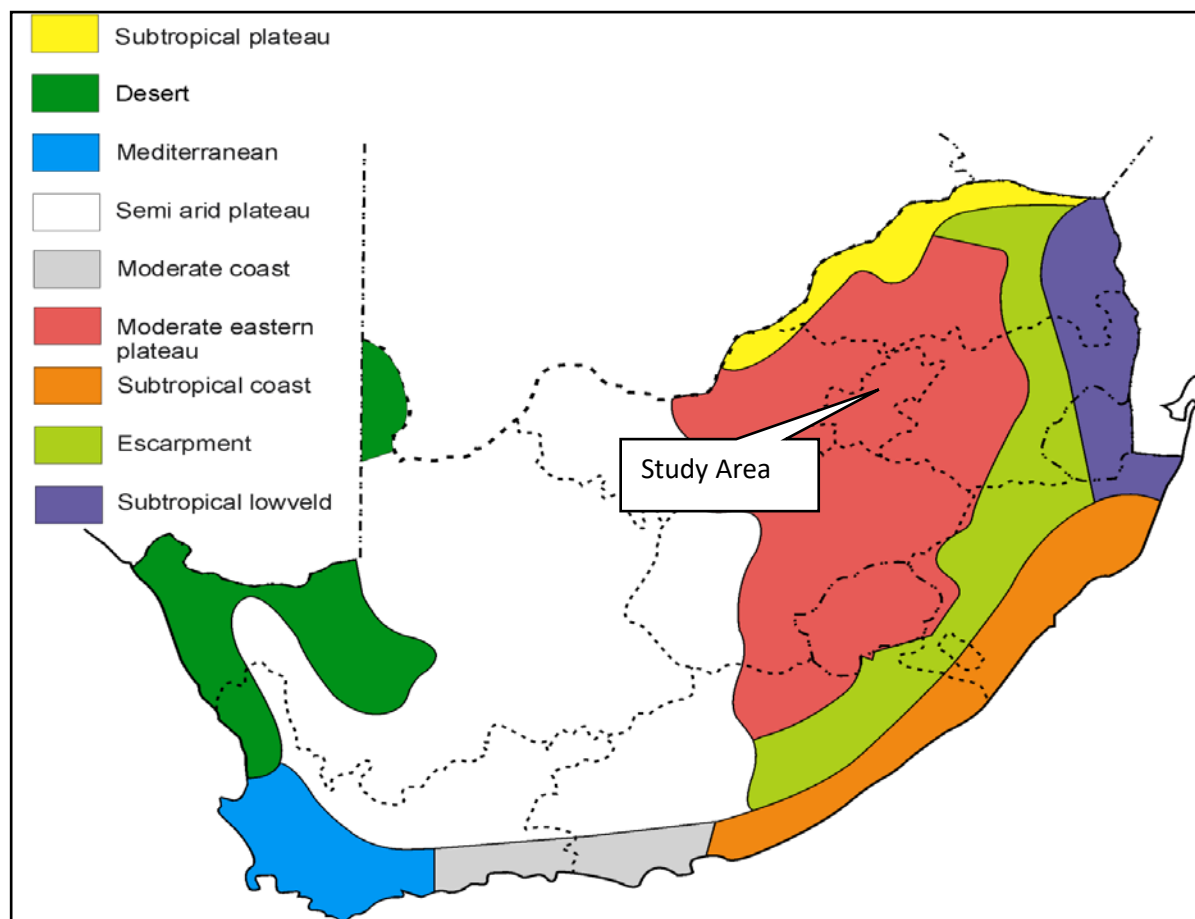 Subtropical plateau
Desert
Mediterranean
Semi arid plateau
Moderate coast
Moderate eastern
plateau
Subtropical coast
Escarpment
Subtropical lowveld
Study Area